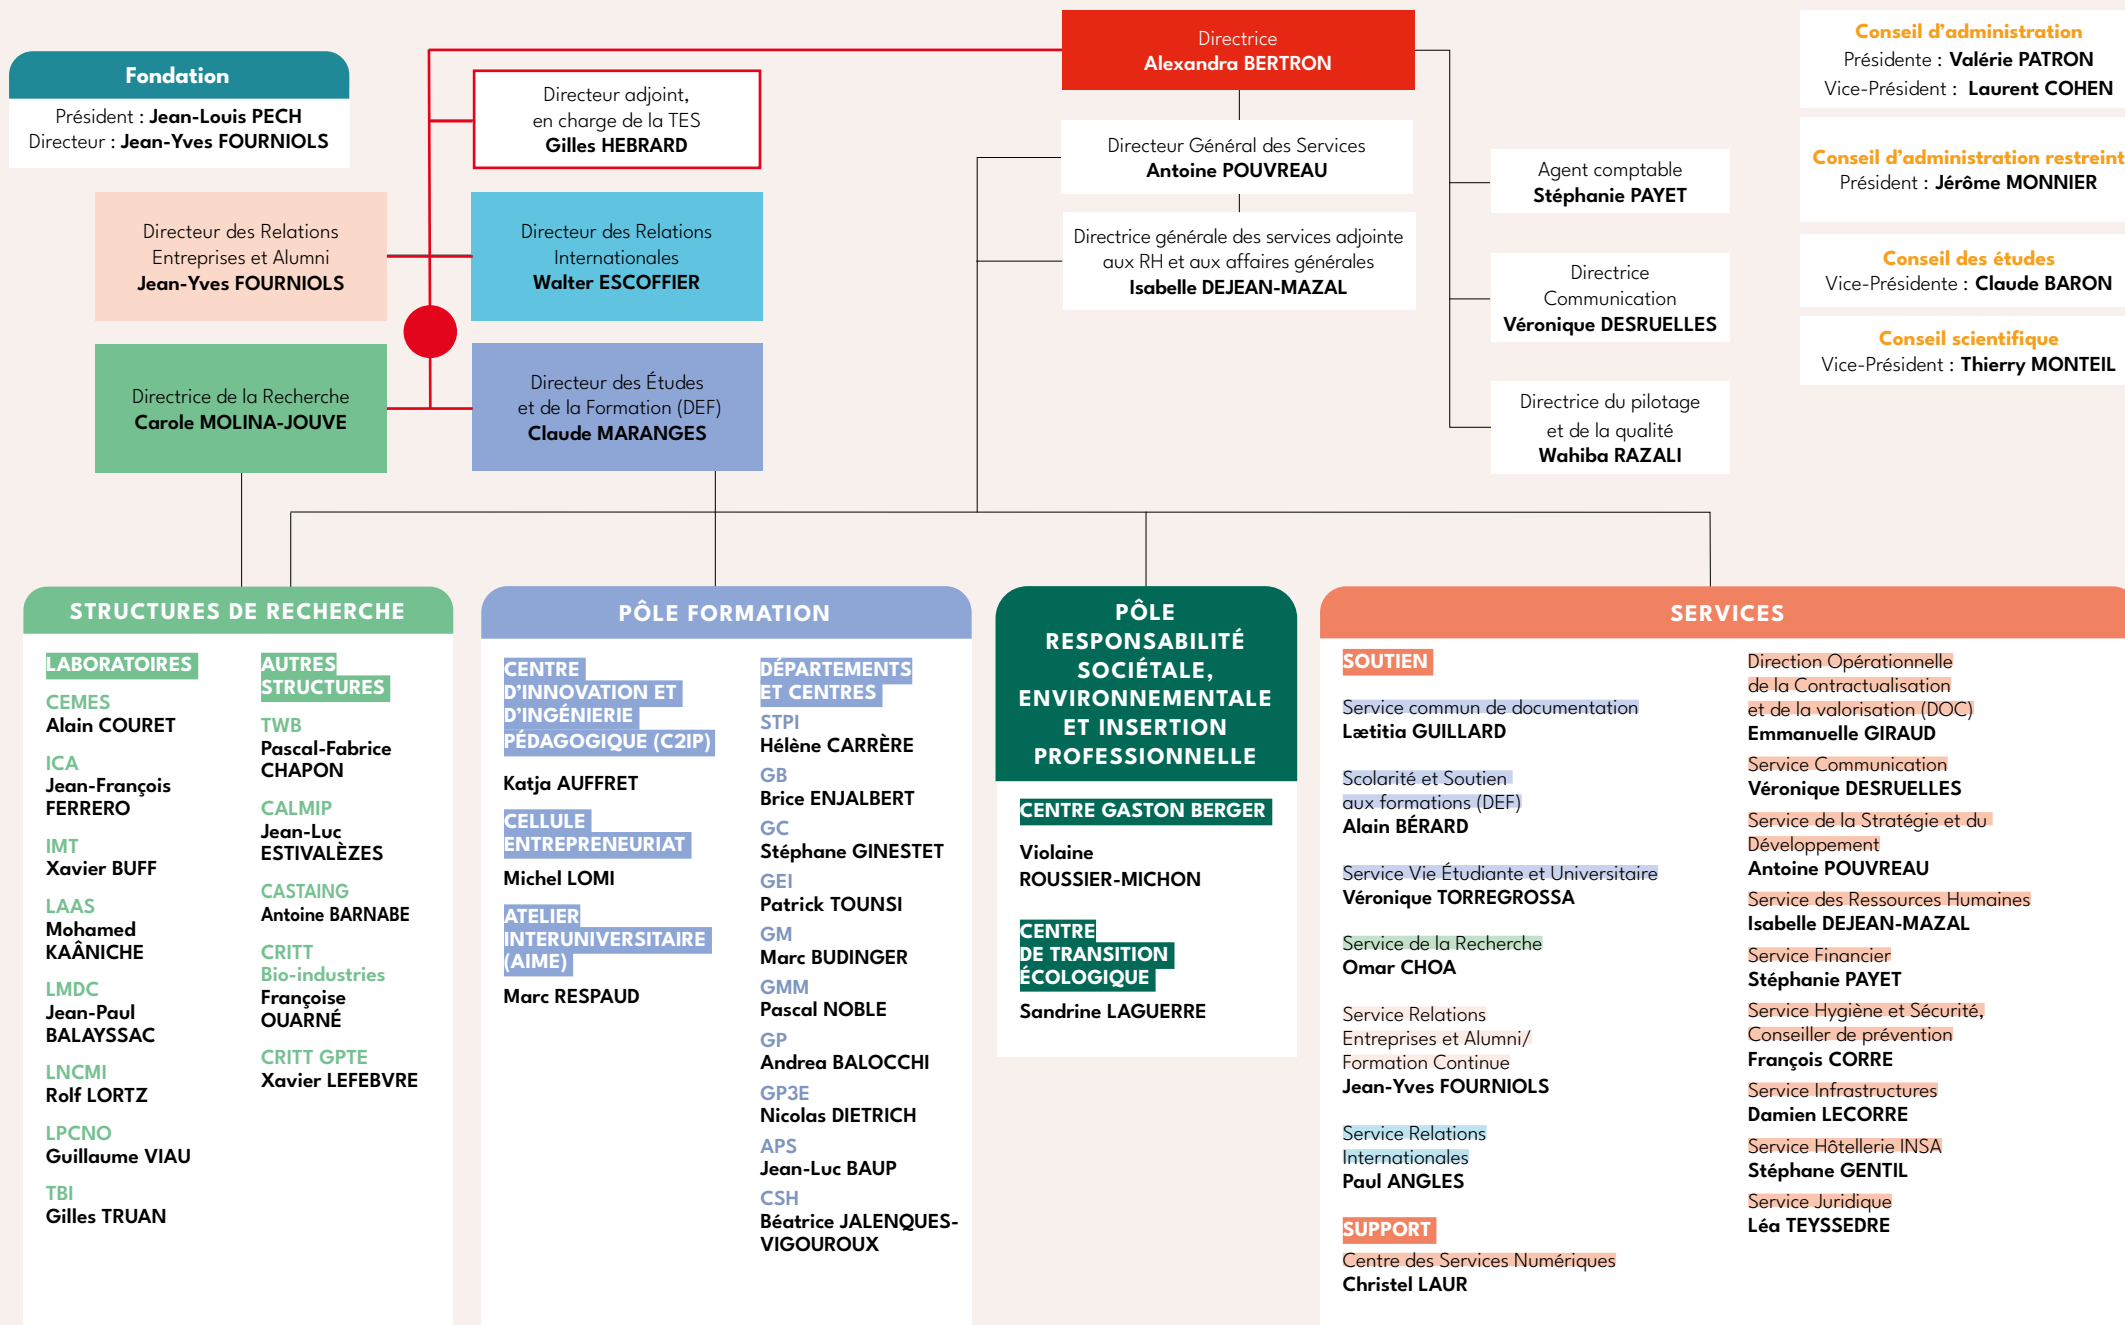 Fondation
Président : Jean-Louis PECH
Directeur : Jean-Yves FOURNIOLS
Directeur adjoint,
en charge de la TES
Gilles HEBRARD
Directrice
Alexandra BERTRON
Directeur Général des Services
Antoine POUVREAU
Directrice générale des services adjointe
aux RH et aux affaires générales
Isabelle DEJEAN-MAZAL
Agent comptable
Stéphanie PAYET
Directrice
Communication
Véronique DESRUELLES
Directrice du pilotage
et de la qualité
Wahiba RAZALI
Conseil d'administration
Présidente : Valérie PATRON
Vice-Président : Laurent COHEN
Conseil d'administration restreint
Président : Jérôme MONNIER
Conseil des études
Vice-Présidente : Claude BARON
Conseil scientifique
Vice-Président : Thierry MONTEIL
Directeur des Relations
Entreprises et Alumni
Jean-Yves FOURNIOLS
Directeur des Relations
Internationales
Walter ESCOFFIER
Directrice de la Recherche
Carole MOLINA-JOUVE
Directeur des Études
et de la Formation (DEF)
Claude MARANGES
STRUCTURES DE RECHERCHE
LABORATOIRES
CEMES
Alain COURET
ICA
Jean-François
FERRERO
IMT
Xavier BUFF
LAAS
Mohamed
KAÂNICHE
LMDC
Jean-Paul
BALAYSSAC
LNCMI
Rolf LORTZ
LPCNO
Guillaume VIAU
TBI
Gilles TRUAN
AUTRES
STRUCTURES
TWB
Pascal-Fabrice
CHAPON
CALMIP
Jean-Luc
ESTIVALÈZES
CASTAING
Antoine BARNABE
CRITT
Bio-industries
Françoise
OUARNÉ
CRITT GPTE
Xavier LEFEBVRE
PÔLE FORMATION
CENTRE
D'INNOVATION ET
D'INGÉNIERIE
PÉDAGOGIQUE (C2IP)
Katja AUFFRET
CELLULE
ENTREPRENEURIAT
Michel LOMI
ATELIER
INTERUNIVERSITAIRE
(AIME)
Marc RESPAUD
DÉPARTEMENTS
ET CENTRES
STPI
Hélène CARRÈRE
GB
Brice ENJALBERT
GC
Stéphane GINESTET
GEI
Patrick TOUNSI
GM
Marc BUDINGER
GMM
Pascal NOBLE
GP
Andrea BALOCCHI
GP3E
Nicolas DIETRICH
APS
Jean-Luc BAUP
CSH
Béatrice JALENQUES-
VIGOUROUX
PÔLE
RESPONSABILITÉ
SOCIÉTALE,
ENVIRONNEMENTALE
ET INSERTION
PROFESSIONNELLE
CENTRE GASTON BERGER
Violaine
ROUSSIER-MICHON
CENTRE
DE TRANSITION
ÉCOLOGIQUE
Sandrine LAGUERRE
SERVICES
SOUTIEN
Service commun de documentation
Lætitia GUILLARD
Scolarité et Soutien
aux formations (DEF)
Alain BÉRARD
Service Vie Étudiante et Universitaire
Véronique TORREGROSSA
Service de la Recherche
Omar CHOA
Service Relations
Entreprises et Alumni/
Formation Continue
Jean-Yves FOURNIOLS
Service Relations
Internationales
Paul ANGLES
SUPPORT
Centre des Services Numériques
Christel LAUR
Direction Opérationnelle
de la Contractualisation
et de la valorisation (DOC)
Emmanuelle GIRAUD
Service Communication
Véronique DESRUELLES
Service de la Stratégie et du
Développement
Antoine POUVREAU
Service des Ressources Humaines
Isabelle DEJEAN-MAZAL
Service Financier
Stéphanie PAYET
Service Hygiène et Sécurité,
Conseiller de prévention
François CORRE
Service Infrastructures
Damien LECORRE
Service Hôtellerie INSA
Stéphane GENTIL
Service Juridique
Léa TEYSSEDRE